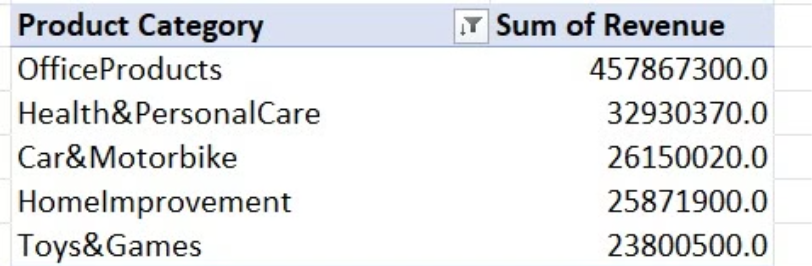 Product Category Sum of Revenue
OfficeProducts 457867300.0
Health&PersonalCare 32930370.0
Car&Motorbike 26150020.0
HomeImprovement 25871900.0
Toys&Games 23800500.0